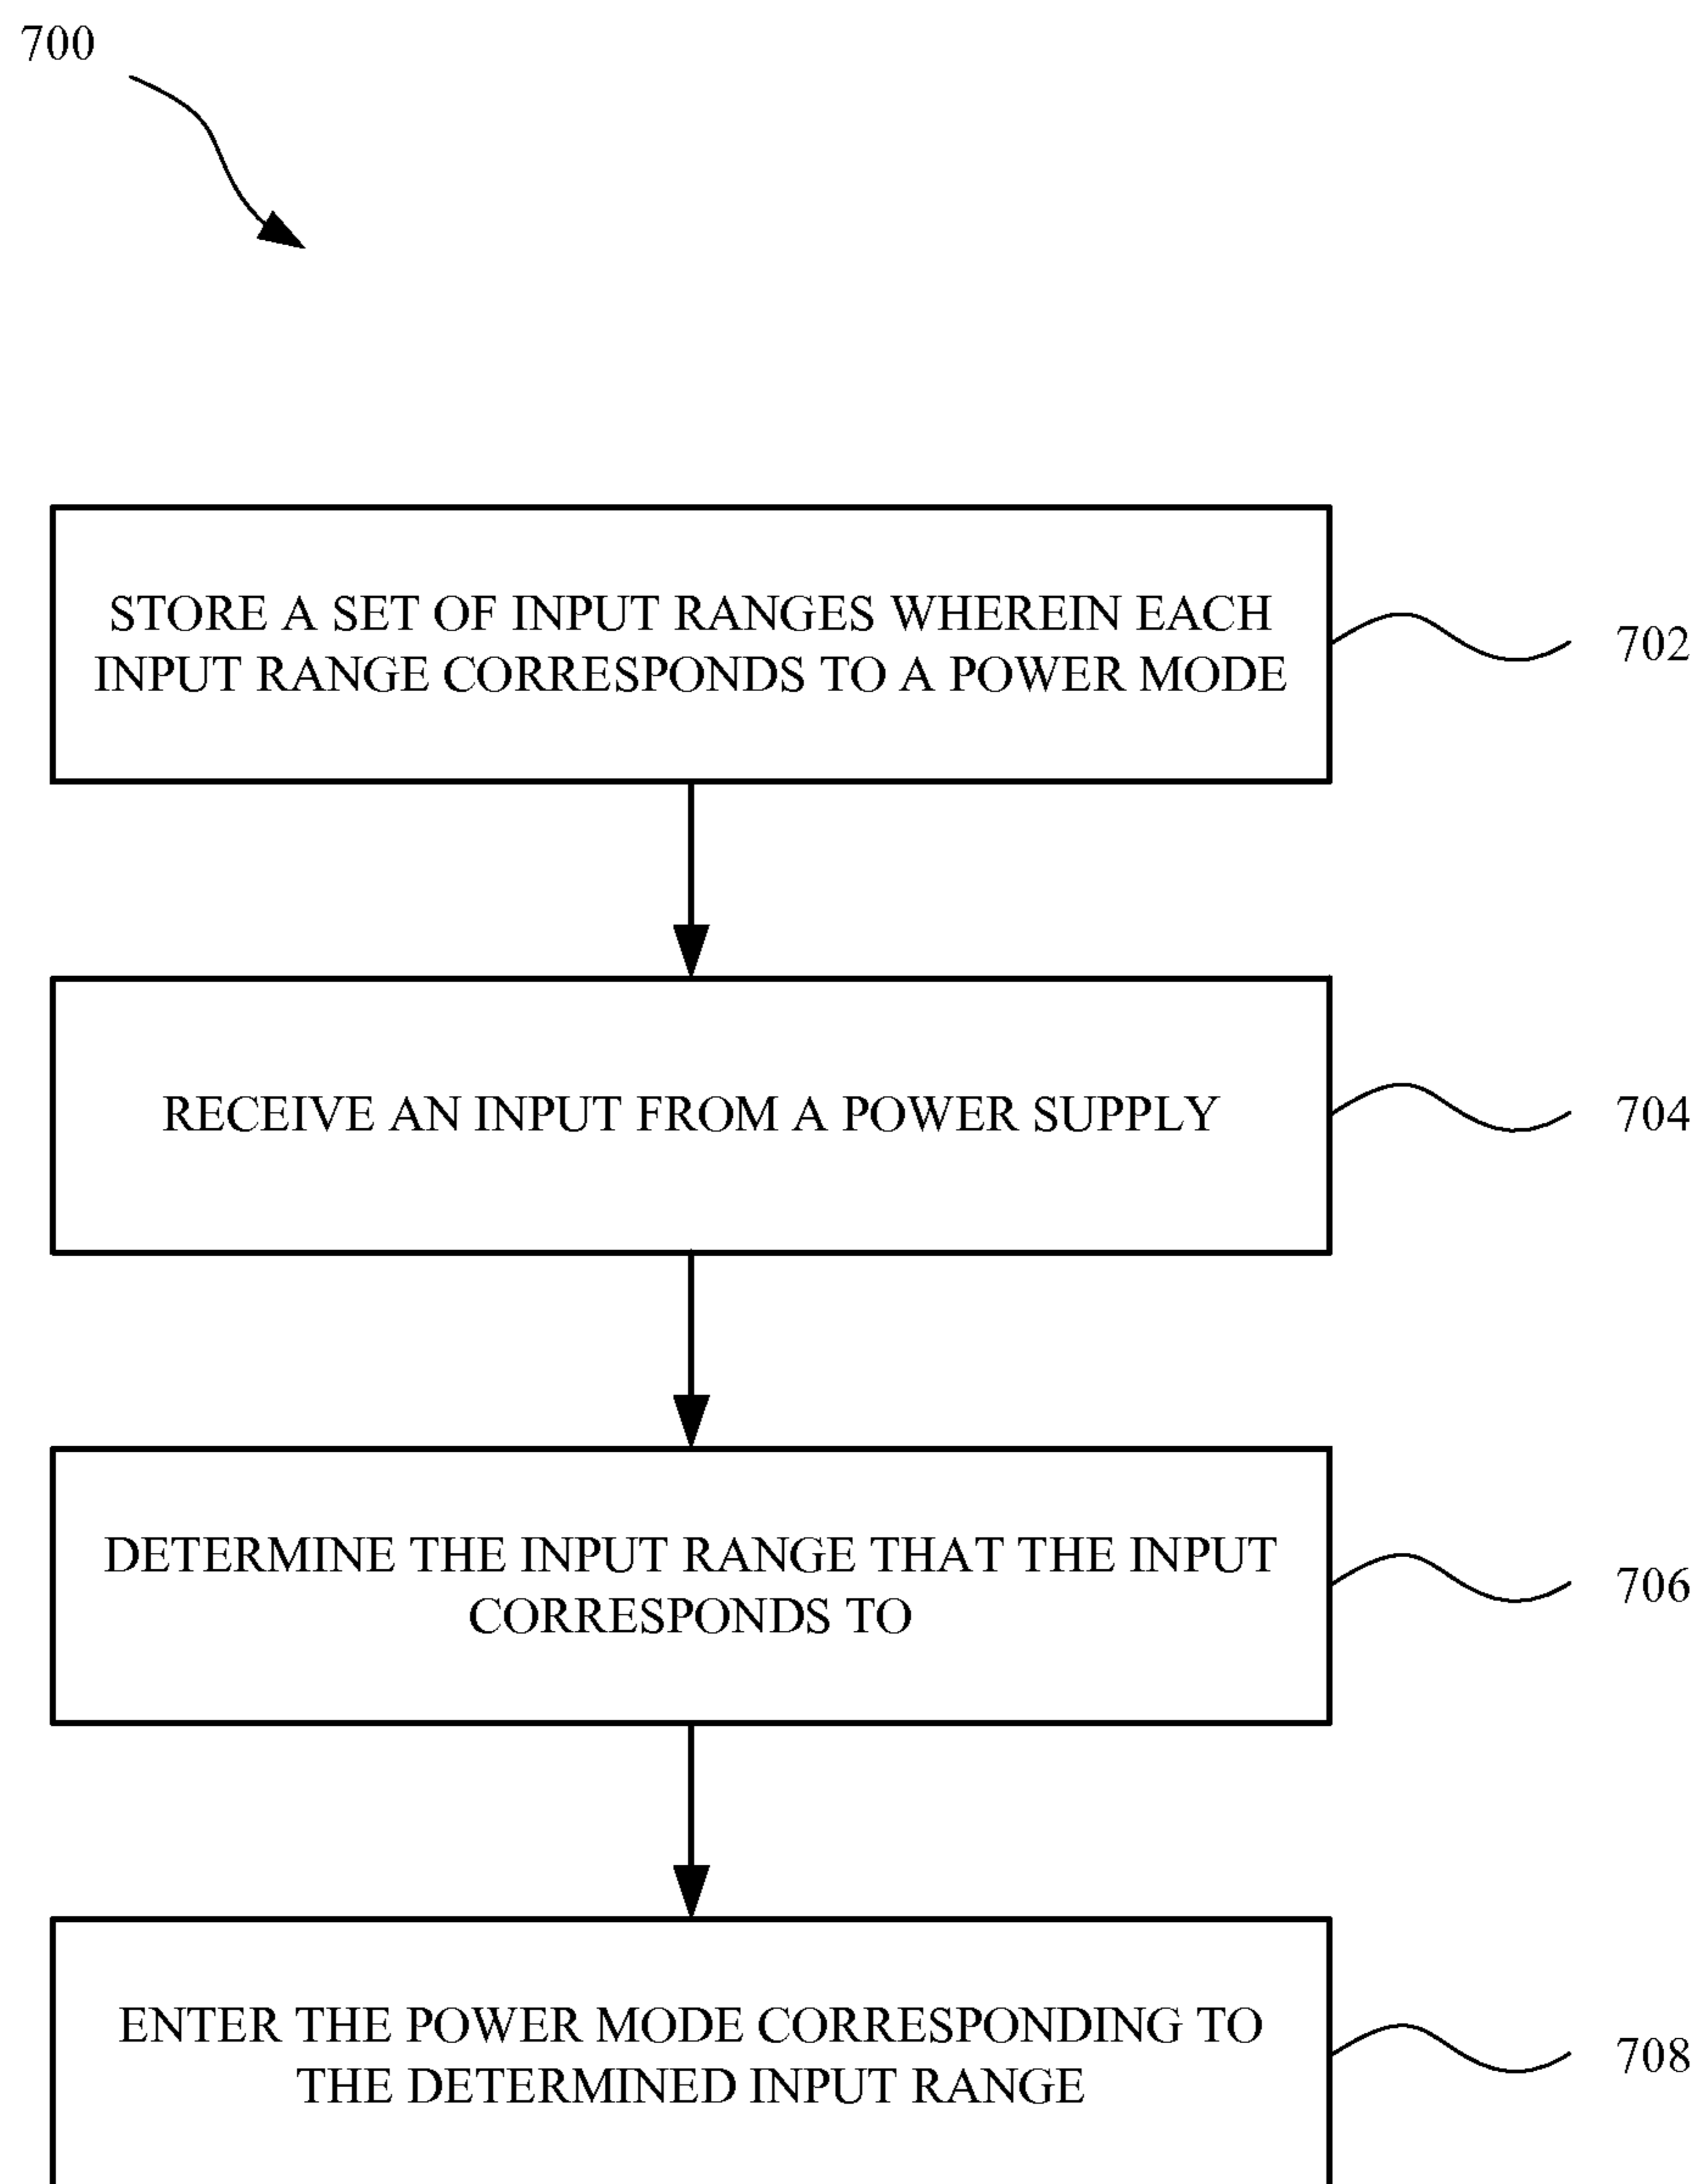 700
STORE A SET OF INPUT RANGES WHEREIN EACH
INPUT RANGE CORRESPONDS TO A POWER MODE
702
RECEIVE AN INPUT FROM A POWER SUPPLY
704
DETERMINE THE INPUT RANGE THAT THE INPUT
CORRESPONDS TO
706
ENTER THE POWER MODE CORRESPONDING TO
THE DETERMINED INPUT RANGE
708